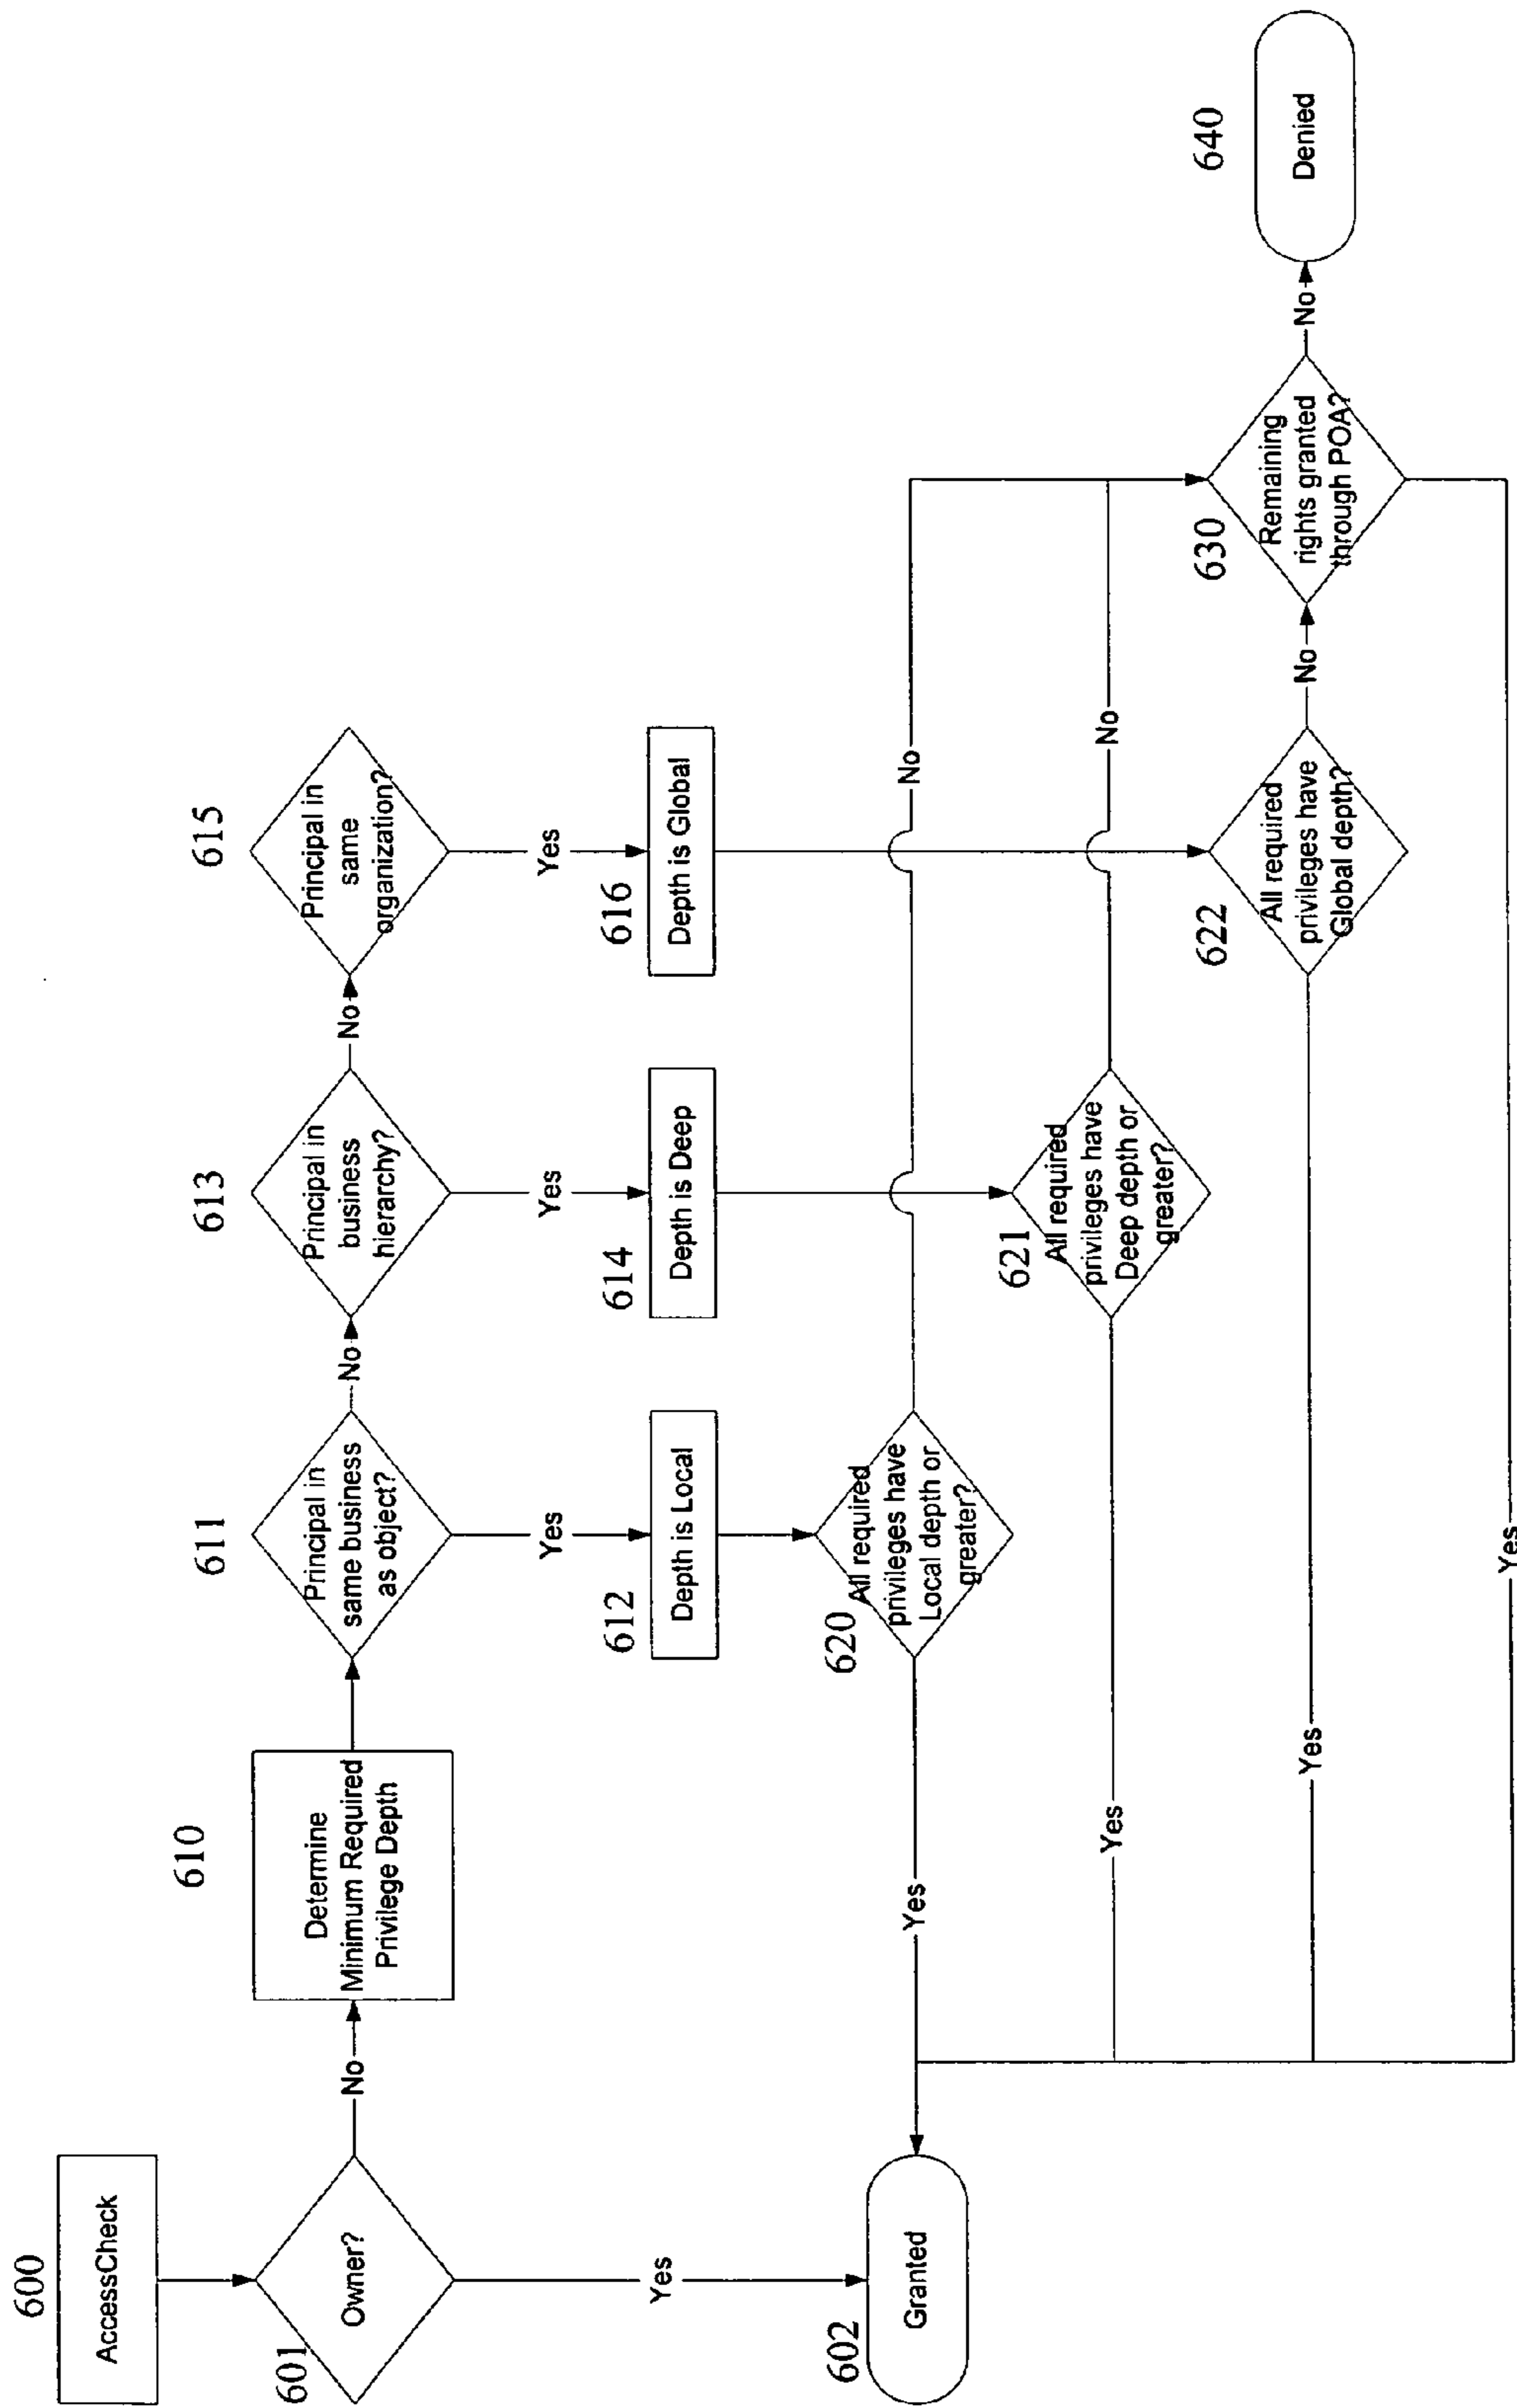 600
AccessCheck
601
Owner?
No
Yes
602
Granted
610
Determine
Minimum Required
Privilege Depth
611
Principal in
same business
as object?
No
Yes
612
Depth is Local
613
Principal in
business
hierarchy?
No
Yes
614
Depth is Deep
615
Principal in
same
organization?
Yes
616
Depth is Global
620
All required
privileges have
Local depth or
greater?
Yes
No
621
All required
privileges have
Deep depth or
greater?
Yes
No
622
All required
privileges have
Global depth?
Yes
No
630
Remaining
rights granted
through POA?
Yes
No
640
Denied